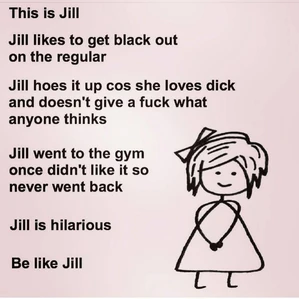 This is Jill
Jill likes to get black out
on the regular
Jill hoes it up cos she loves dick
and doesn't give a fuck what
anyone thinks
Jill went to the gym
once didn't like it so
never went back
Jill is hilarious
Be like Jill